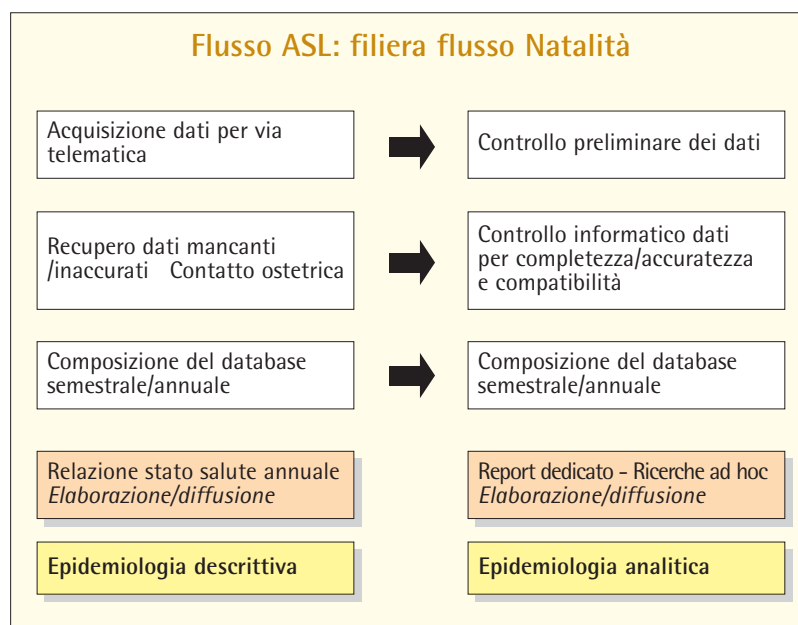 Flusso ASL: filiera flusso Natalità
Acquisizione dati per via
telematica
Controllo preliminare dei dati
Recupero dati mancanti
/inaccurati Contatto ostetrica
Controllo informatico dati
per completezza/accuratezza
e compatibilità
Composizione del database
semestrale/annuale
Composizione del database
semestrale/annuale
Relazione stato salute annuale
Elaborazione/diffusione
Report dedicato - Ricerche ad hoc
Elaborazione/diffusione
Epidemiologia descrittiva
Epidemiologia analitica